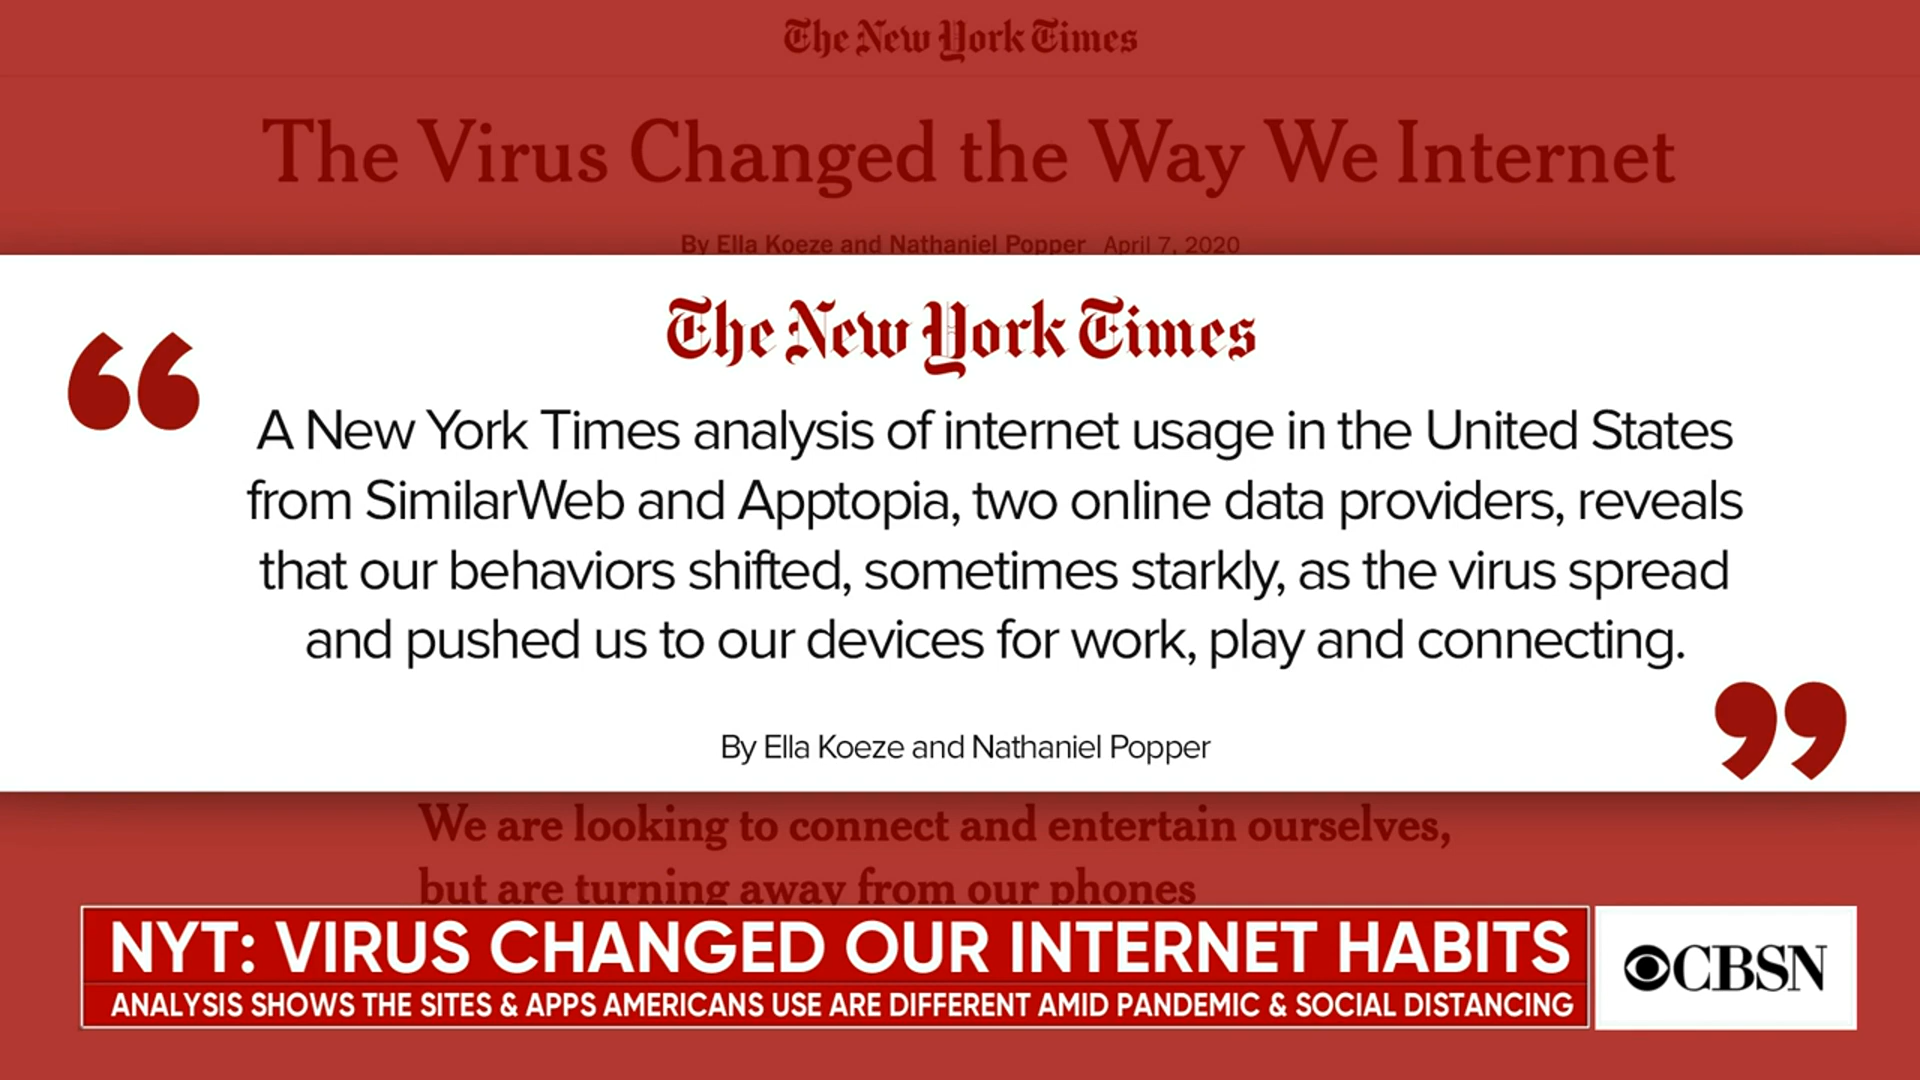 The New York Times
The Virus Changed the Way We Internet
By Ella Koeze and Nathaniel Popper April 7, 2020
The New York Times
“
A New York Times analysis of internet usage in the United States
from SimilarWeb and Apptopia, two online data providers, reveals
that our behaviors shifted, sometimes starkly, as the virus spread
and pushed us to our devices for work, play and connecting.
”
By Ella Koeze and Nathaniel Popper
We are looking to connect and entertain ourselves,
but are turning away from our phones
NYT: VIRUS CHANGED OUR INTERNET HABITS
ANALYSIS SHOWS THE SITES & APPS AMERICANS USE ARE DIFFERENT AMID PANDEMIC & SOCIAL DISTANCING
CBSN